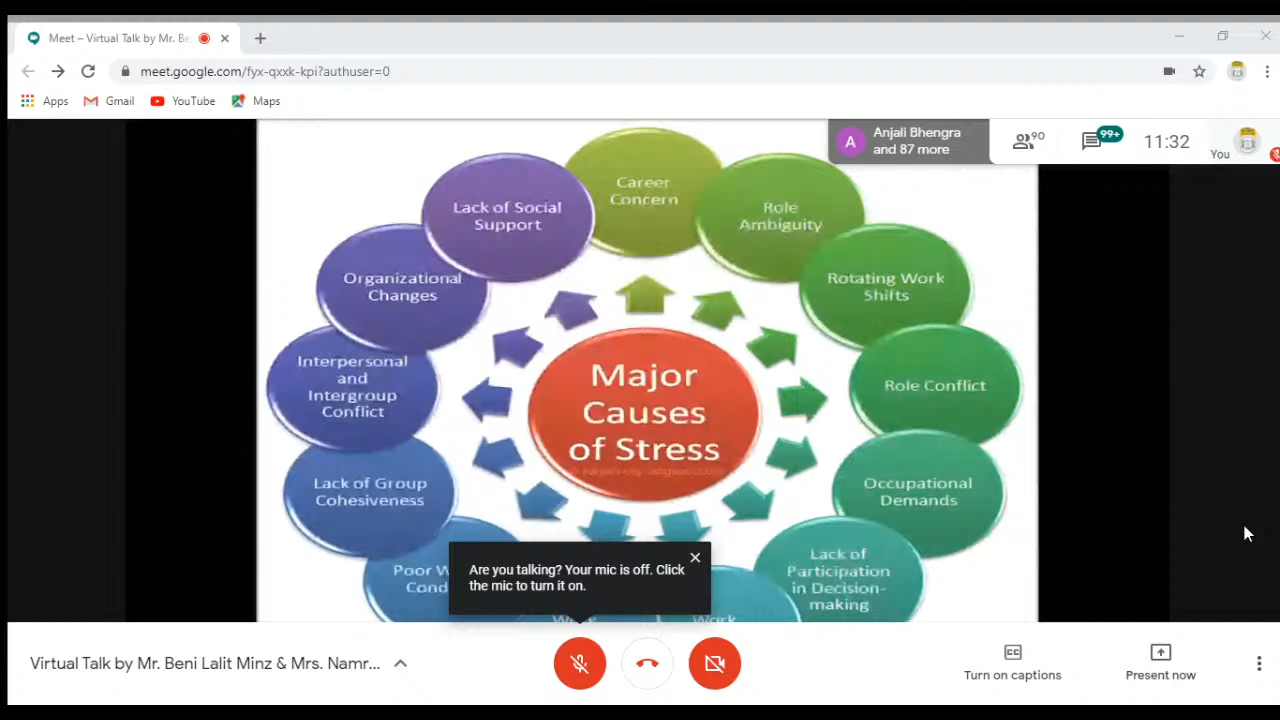 Meet – Virtual Talk by Mr. Be
meet.google.com/fyx-qxxk-kpi?authuser=0
Apps
Gmail
YouTube
Maps
A
Anjali Bhengra
and 87 more
90
99+
11:32
You
Career
Concern
Lack of Social
Support
Role
Ambiguity
Organizational
Changes
Rotating Work
Shifts
Interpersonal
and
Intergroup
Conflict
Major
Causes
of Stress
Role Conflict
Lack of Group
Cohesiveness
Occupational
Demands
Poor W
Cond
Lack of
Participation
in Decision-
making
Work
Work
Are you talking? Your mic is off. Click
the mic to turn it on.
Virtual Talk by Mr. Beni Lalit Minz & Mrs. Namr...
Turn on captions
Present now